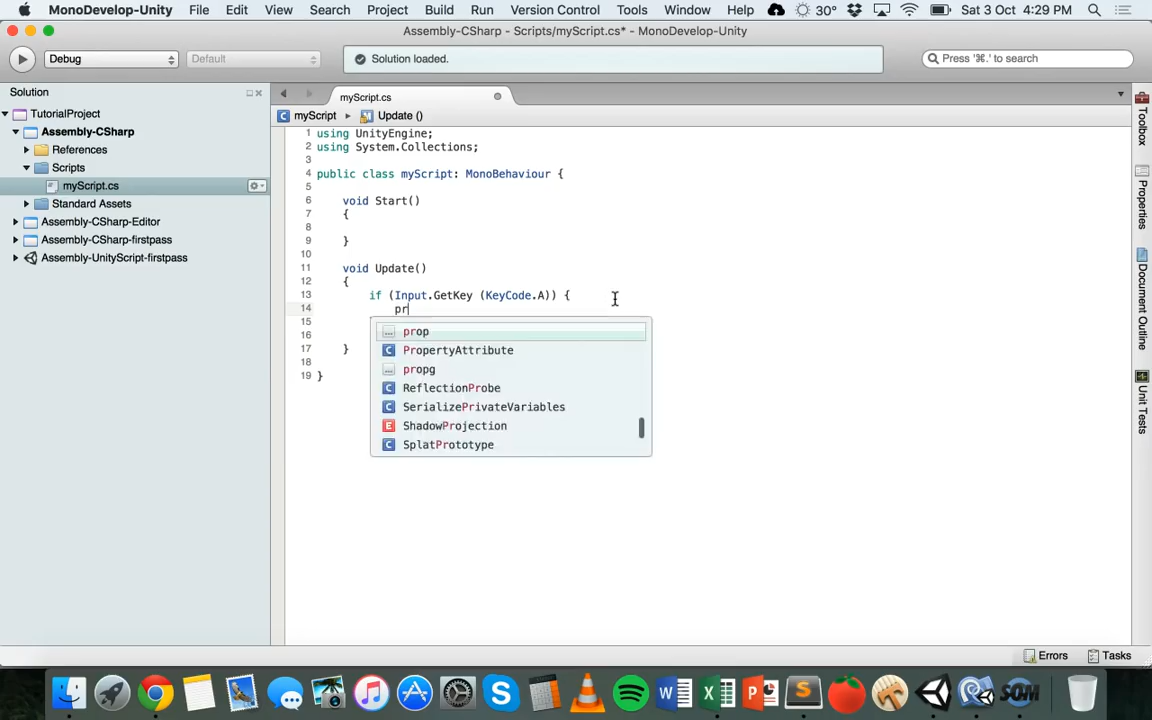 MonoDevelop-Unity File Edit View Search Project Build Run Version Control Tools Window Help 30° Sat 3 Oct 4:29 PM
Assembly-CSharp - Scripts/myScript.cs* - MonoDevelop-Unity
Debug Default Solution loaded. Press '⌘.' to search
Solution
TutorialProject
Assembly-CSharp
References
Scripts
myScript.cs
Standard Assets
Assembly-CSharp-Editor
Assembly-CSharp-firstpass
Assembly-UnityScript-firstpass
myScript.cs
myScript Update ()
1 using UnityEngine;
2 using System.Collections;
3
4 public class myScript: MonoBehaviour {
5
6 void Start()
7 {
8
9 }
10
11 void Update()
12 {
13 if (Input.GetKey (KeyCode.A)) {
14 pr
15
16
17 }
18
19 }
prop
PropertyAttribute
propg
ReflectionProbe
SerializePrivateVariables
ShadowProjection
SplatPrototype
Toolbox
Properties
Document Outline
Unit Tests
Errors Tasks
SOM